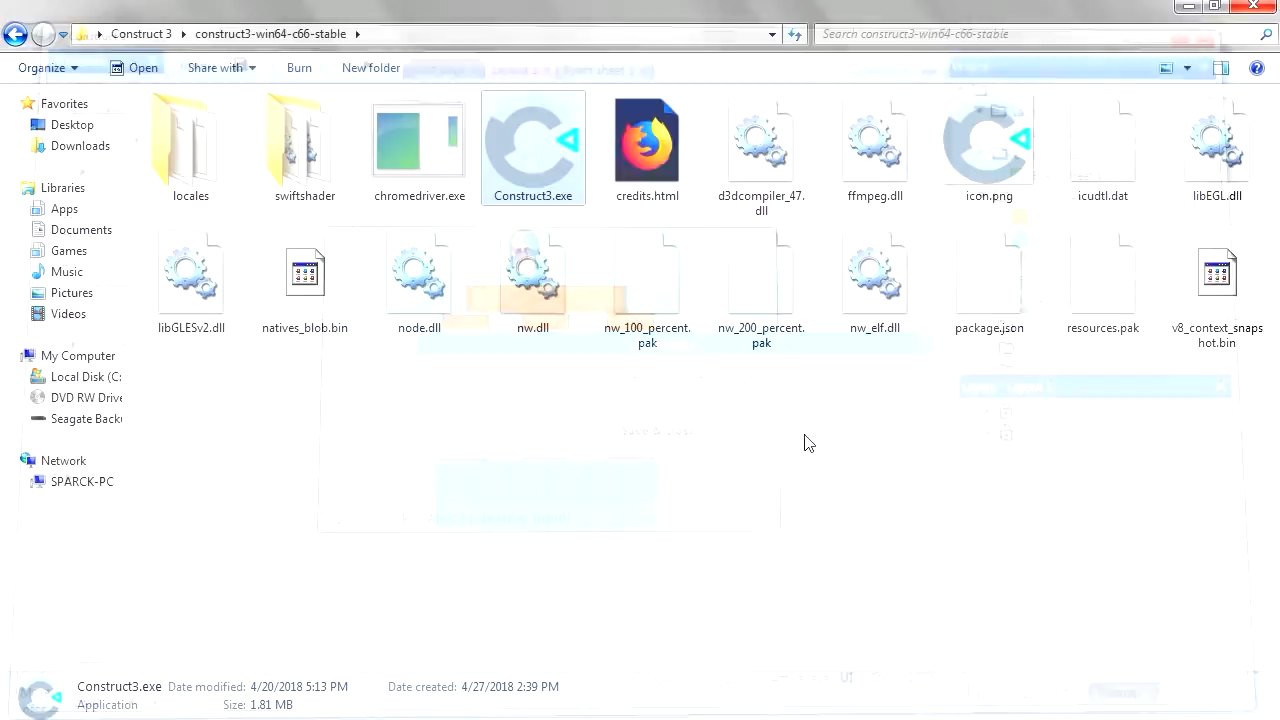 Construct 3
construct3-win64-c66-stable
Search construct3-win64-c66-stable
Organize
Open
Share with
Burn
New folder
Favorites
Desktop
Downloads
Libraries
Apps
Documents
Games
Music
Pictures
Videos
My Computer
Local Disk (C:
DVD RW Drive
Seagate Back
Network
SPARCK-PC
locales
swiftshader
chromedriver.exe
Construct3.exe
credits.html
d3dcompiler_47.
dll
ffmpeg.dll
icon.png
icudtl.dat
libEGL.dll
libGLESv2.dll
natives_blob.bin
node.dll
nw.dll
nw_100_percent.
pak
nw_200_percent.
pak
nw_elf.dll
package.json
resources.pak
v8_context_snaps
hot.bin
Construct3.exe Date modified: 4/20/2018 5:13 PM Date created: 4/27/2018 2:39 PM
Application Size: 1.81 MB